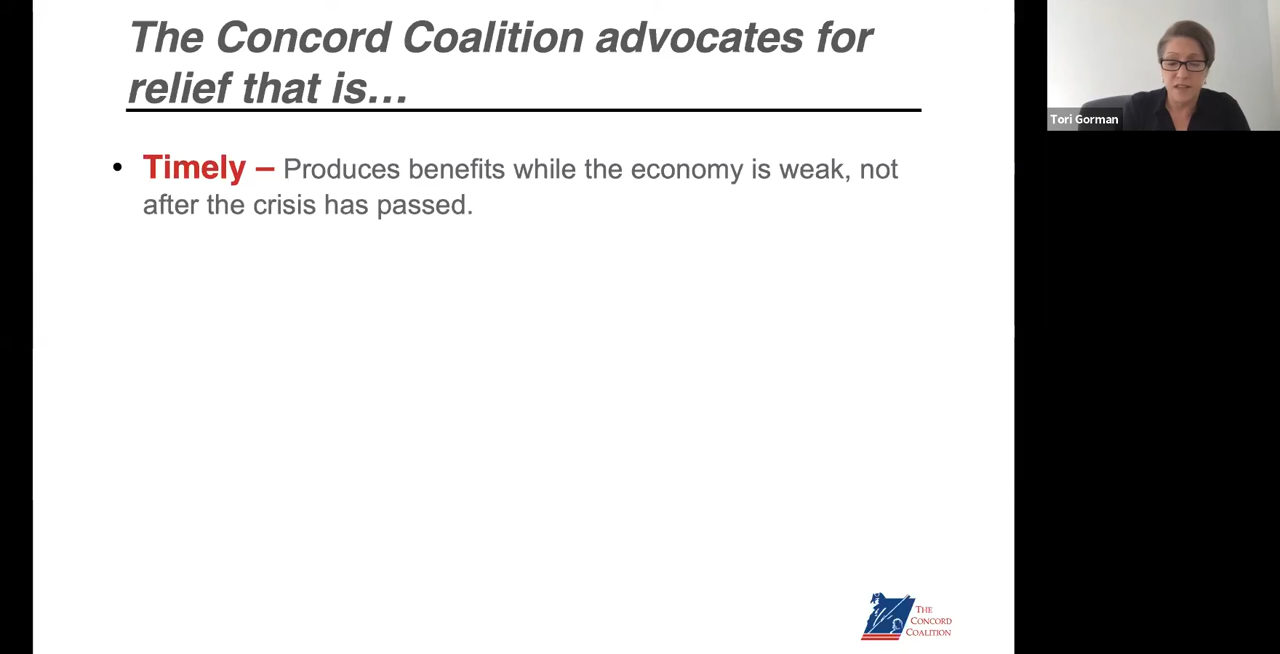 The Concord Coalition advocates for
relief that is…
• Timely – Produces benefits while the economy is weak, not
after the crisis has passed.
Tori Gorman
THE
CONCORD
COALITION